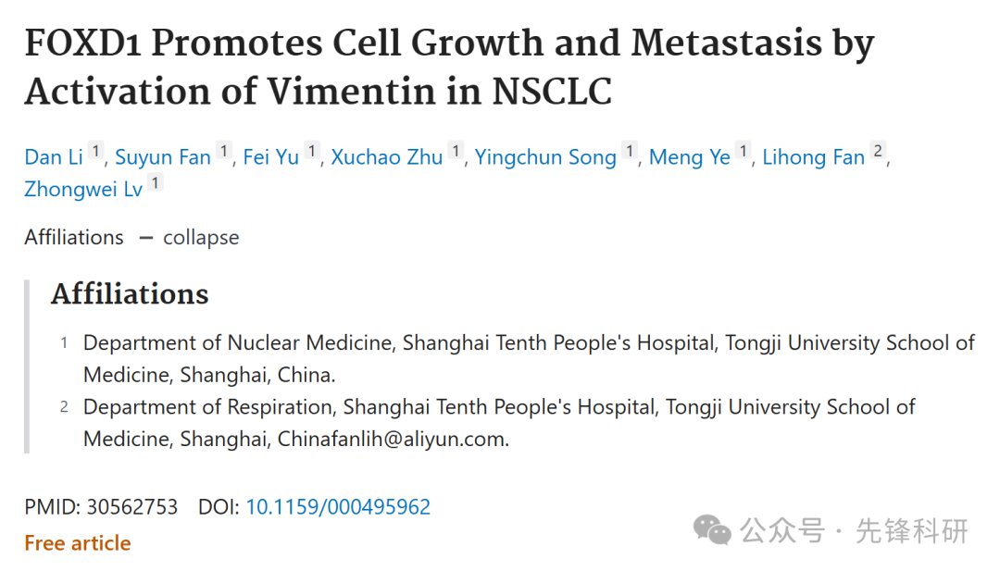 FOXD1 Promotes Cell Growth and Metastasis by
Activation of Vimentin in NSCLC
Dan Li 1, Suyun Fan 1, Fei Yu 1, Xuchao Zhu 1, Yingchun Song 1, Meng Ye 1, Lihong Fan 2,
Zhongwei Lv 1
Affiliations — collapse
Affiliations
1 Department of Nuclear Medicine, Shanghai Tenth People's Hospital, Tongji University School of
Medicine, Shanghai, China.
2 Department of Respiration, Shanghai Tenth People's Hospital, Tongji University School of
Medicine, Shanghai, Chinafanlih@aliyun.com.
PMID: 30562753 DOI: 10.1159/000495962
公众号 · 先锋科研
Free article